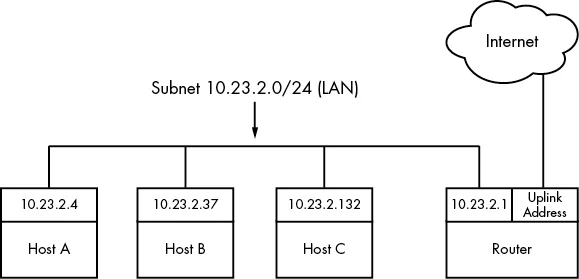 Internet
Subnet 10.23.2.0/24 (LAN)
10.23.2.4
10.23.2.37
10.23.2.132
10.23.2.1
Uplink
Address
Host A
Host B
Host C
Router